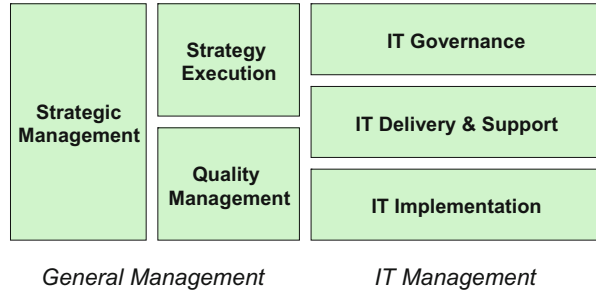 Strategic
Management
Strategy
Execution
Quality
Management
IT Governance
IT Delivery & Support
IT Implementation
General Management
IT Management